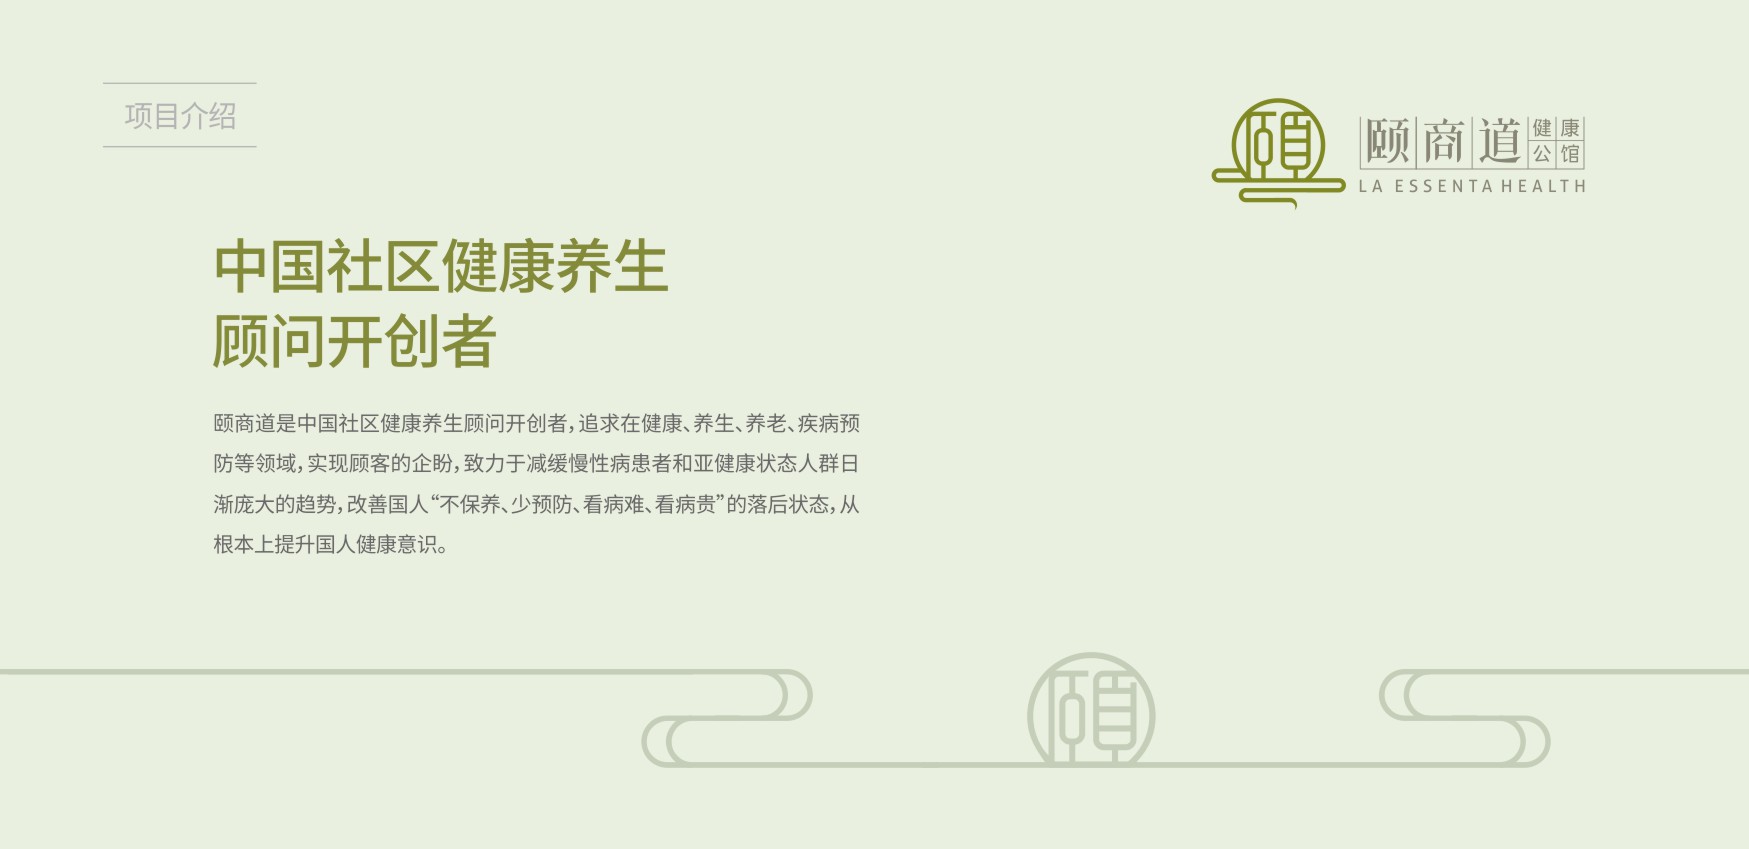 项目介绍
颐
颐商道 健康公馆
LA ESSENTA HEALTH
中国社区健康养生
顾问开创者
颐商道是中国社区健康养生顾问开创者，追求在健康、养生、养老、疾病预
防等领域，实现顾客的企盼，致力于减缓慢性病患者和亚健康状态人群日
渐庞大的趋势，改善国人“不保养、少预防、看病难、看病贵”的落后状态，从
根本上提升国人健康意识。
颐